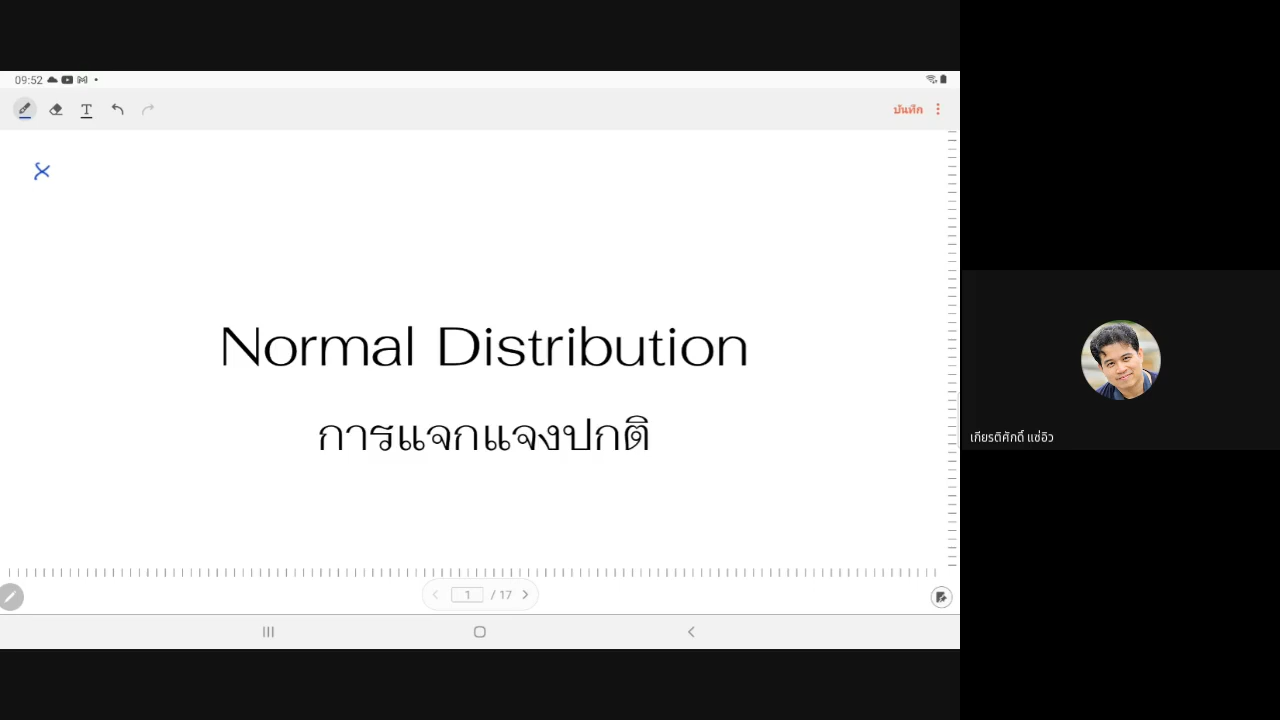 09:52
T
บันทึก
x
Normal Distribution
การแจกแจงปกติ
1 / 17
เกียรติศักดิ์ แซ่อิว